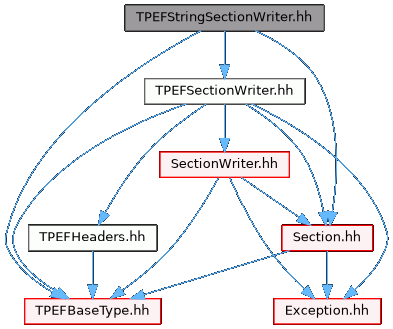 TPEFStringSectionWriter.hh
TPEFSectionWriter.hh
SectionWriter.hh
TPEFHeaders.hh
Section.hh
TPEFBaseType.hh
Exception.hh